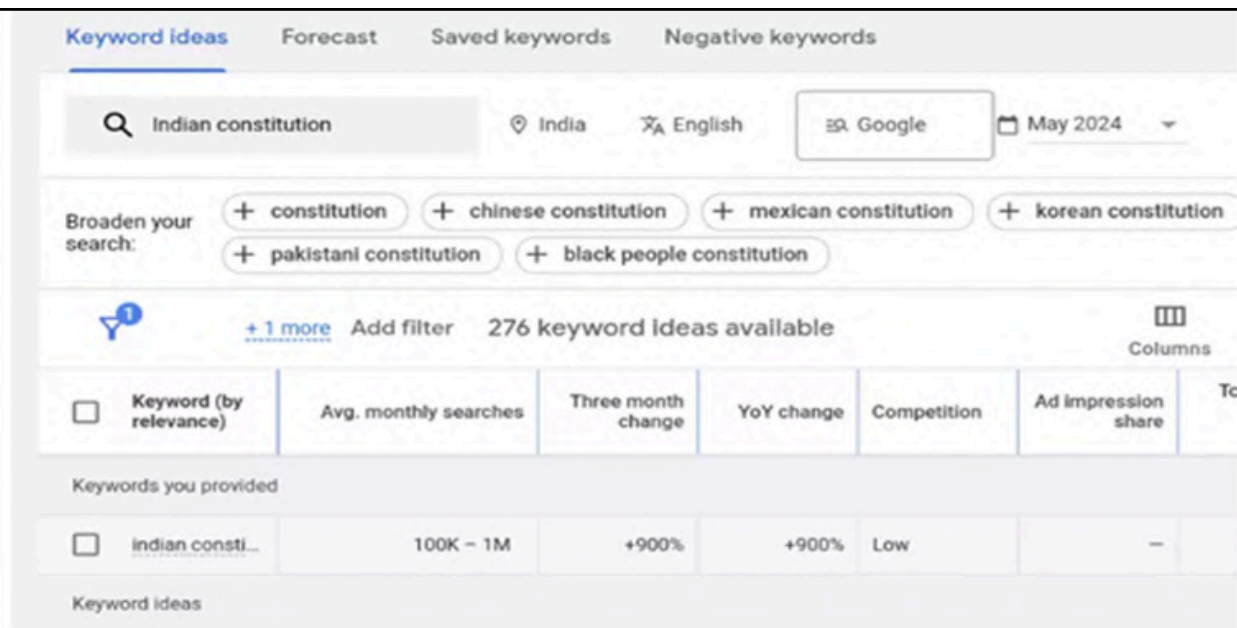 Keyword ideas Forecast Saved keywords Negative keywords
Indian constitution India English Google May 2024
Broaden your search:
+ constitution + chinese constitution + mexican constitution + korean constitution
+ pakistani constitution + black people constitution
1 + 1 more Add filter 276 keyword ideas available Columns
Keyword (by relevance) Avg. monthly searches Three month change YoY change Competition Ad impression share
Keywords you provided
indian consti... 100K – 1M +900% +900% Low –
Keyword ideas